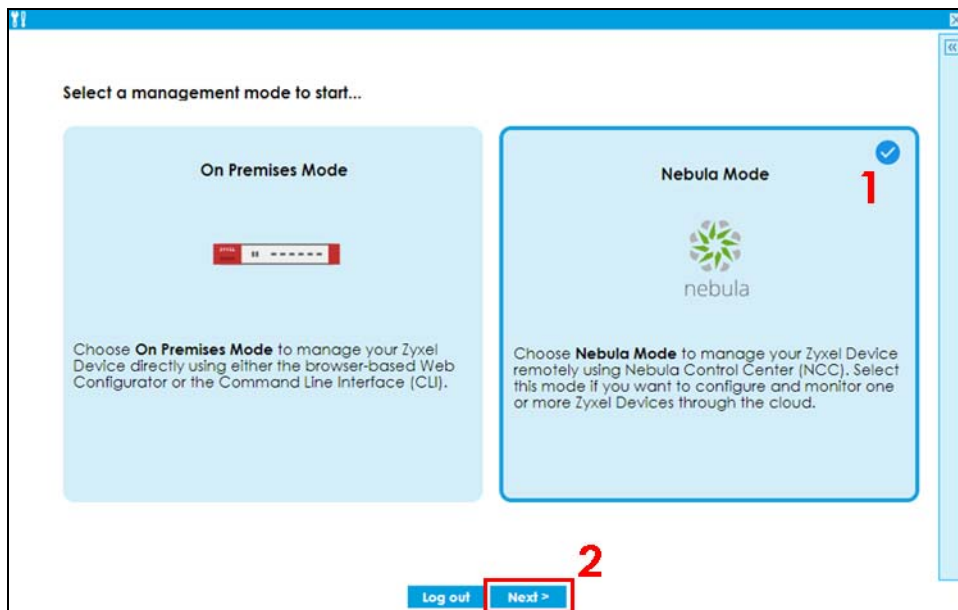 Select a management mode to start...
On Premises Mode
ZYXEL
Choose On Premises Mode to manage your Zyxel
Device directly using either the browser-based Web
Configurator or the Command Line Interface (CLI).
Nebula Mode
1
nebula
Choose Nebula Mode to manage your Zyxel Device
remotely using Nebula Control Center (NCC). Select
this mode if you want to configure and monitor one
or more Zyxel Devices through the cloud.
2
Log out
Next >